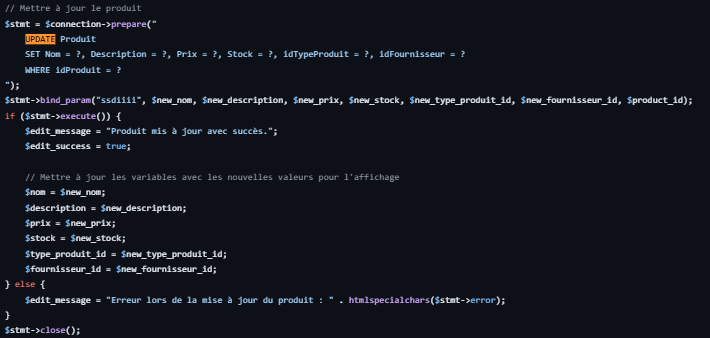 // Mettre à jour le produit
$stmt = $connection->prepare("
    UPDATE Produit
    SET Nom = ?, Description = ?, Prix = ?, Stock = ?, idTypeProduit = ?, idFournisseur = ?
    WHERE idProduit = ?
");
$stmt->bind_param("ssdiiii", $new_nom, $new_description, $new_prix, $new_stock, $new_type_produit_id, $new_fournisseur_id, $product_id);
if ($stmt->execute()) {
    $edit_message = "Produit mis à jour avec succès.";
    $edit_success = true;

    // Mettre à jour les variables avec les nouvelles valeurs pour l'affichage
    $nom = $new_nom;
    $description = $new_description;
    $prix = $new_prix;
    $stock = $new_stock;
    $type_produit_id = $new_type_produit_id;
    $fournisseur_id = $new_fournisseur_id;
} else {
    $edit_message = "Erreur lors de la mise à jour du produit : " . htmlspecialchars($stmt->error);
}
$stmt->close();